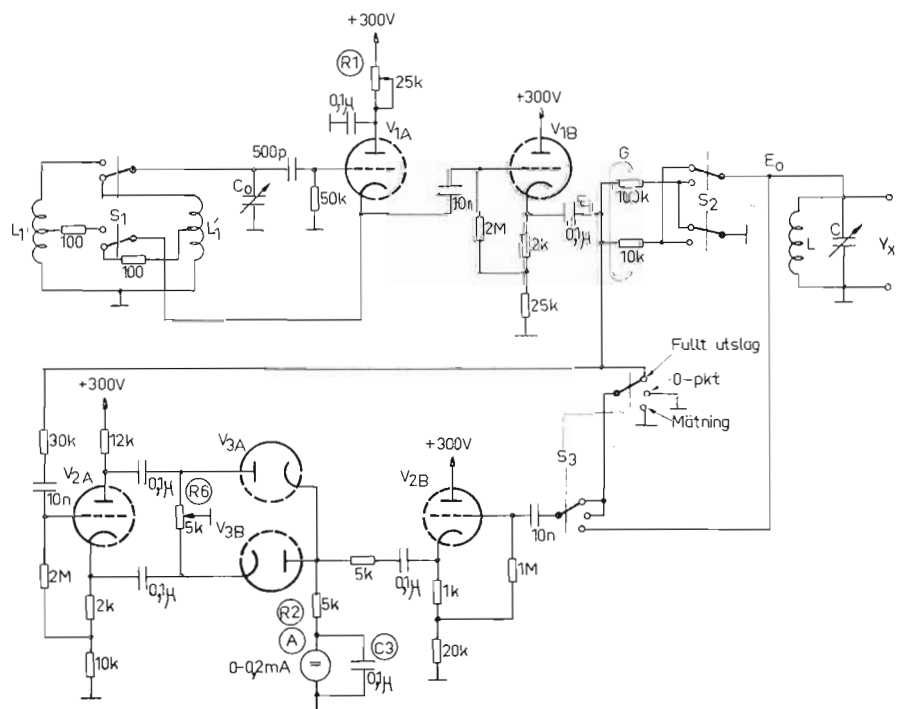 +300V
R1
25k
0,1µ
V1A
+300V
V1B
500p
C0
50k
10n
2M
2k
25k
0,1µ
G
100k
10k
S2
E0
L
C
Yx
L1
100
S1
100
L1'
Fullt utslag
0-pkt
Mätning
S3
+300V
30k
12k
V2A
10n
0,1µ
R6
5k
V3A
V3B
2M
2k
0,1µ
10k
5k
0,1µ
R2
5k
A
0-0,2mA
C3
0,1µ
+300V
V2B
10n
1M
1k
20k